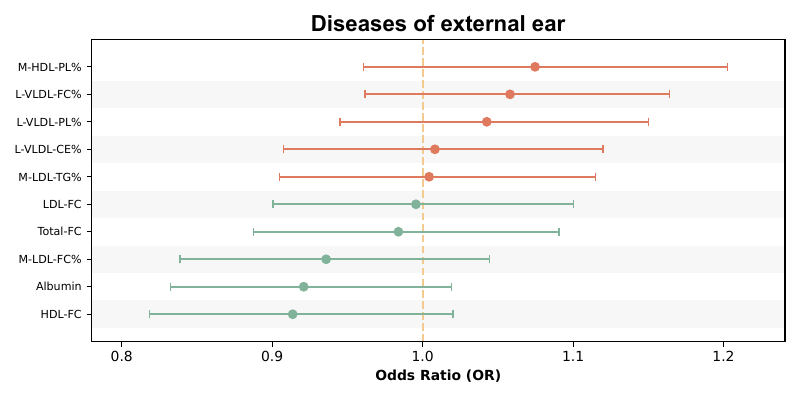 Diseases of external ear
M-HDL-PL%
L-VLDL-FC%
L-VLDL-PL%
L-VLDL-CE%
M-LDL-TG%
LDL-FC
Total-FC
M-LDL-FC%
Albumin
HDL-FC
0.8 0.9 1.0 1.1 1.2
Odds Ratio (OR)